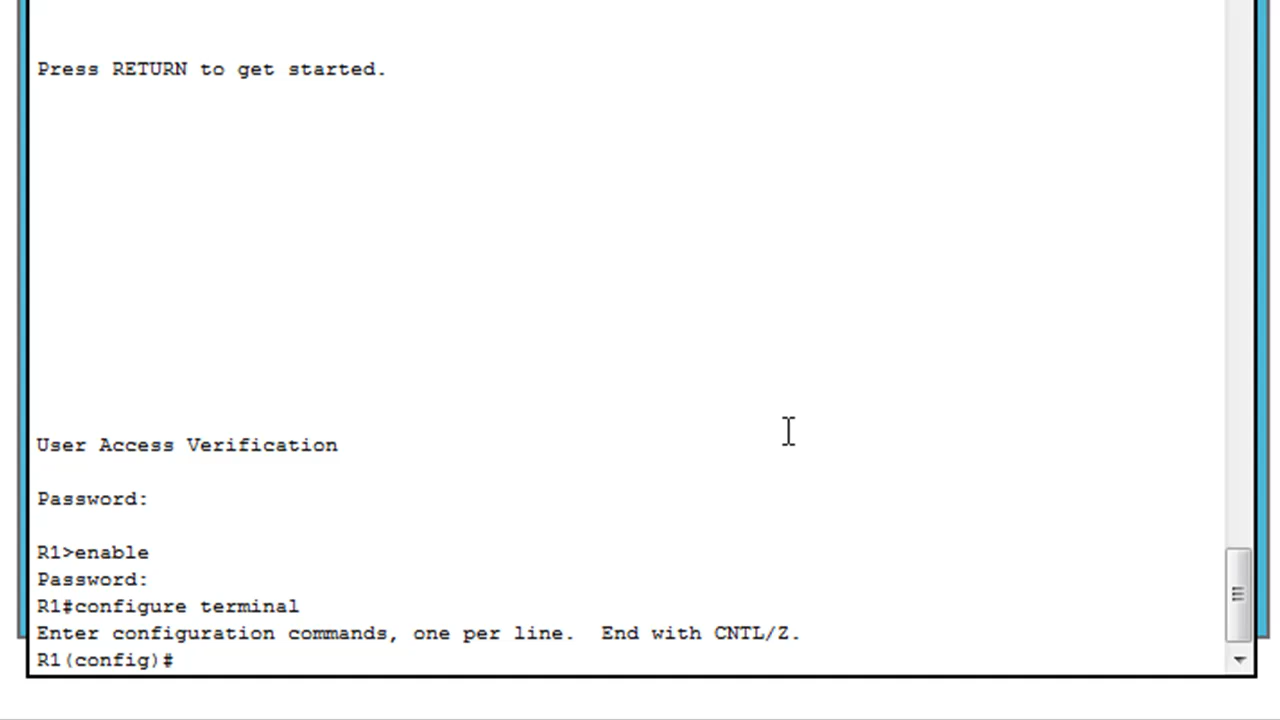 Press RETURN to get started.
User Access Verification
Password:
R1>enable
Password:
R1#configure terminal
Enter configuration commands, one per line.  End with CNTL/Z.
R1(config)#